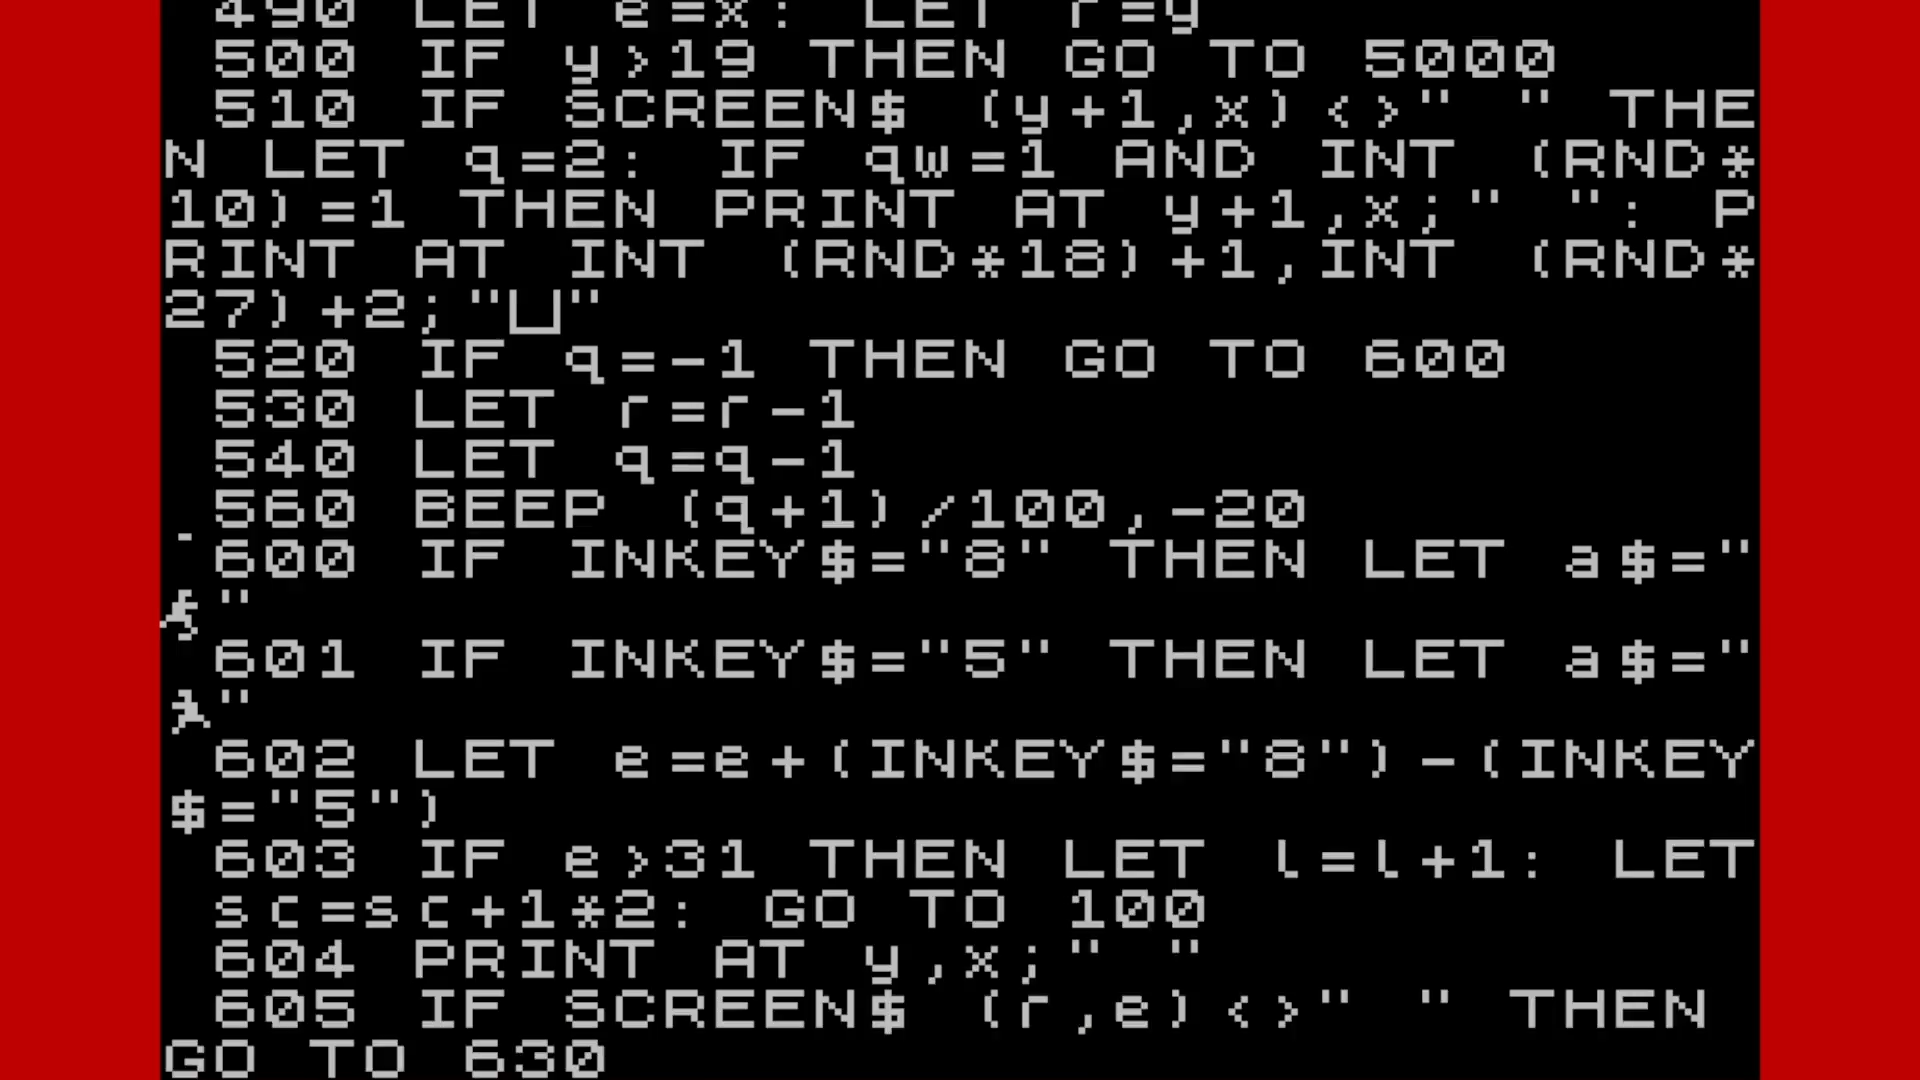 490 LET e=x: LET r=y
500 IF y>19 THEN GO TO 5000
510 IF SCREEN$ (y+1,x)<>" " THE
N LET q=2: IF qw=1 AND INT (RND*
10)=1 THEN PRINT AT y+1,x;" ": P
RINT AT INT (RND*18)+1,INT (RND*
27)+2;" "
520 IF q=-1 THEN GO TO 600
530 LET r=r-1
540 LET q=q-1
560 BEEP (q+1)/100,-20
600 IF INKEY$="8" THEN LET a$="
"
601 IF INKEY$="5" THEN LET a$="
"
602 LET e=e+(INKEY$="8")-(INKEY
$="5")
603 IF e>31 THEN LET l=l+1: LET
sc=sc+1*2: GO TO 100
604 PRINT AT y,x;" "
605 IF SCREEN$ (r,e)<>" " THEN
GO TO 630